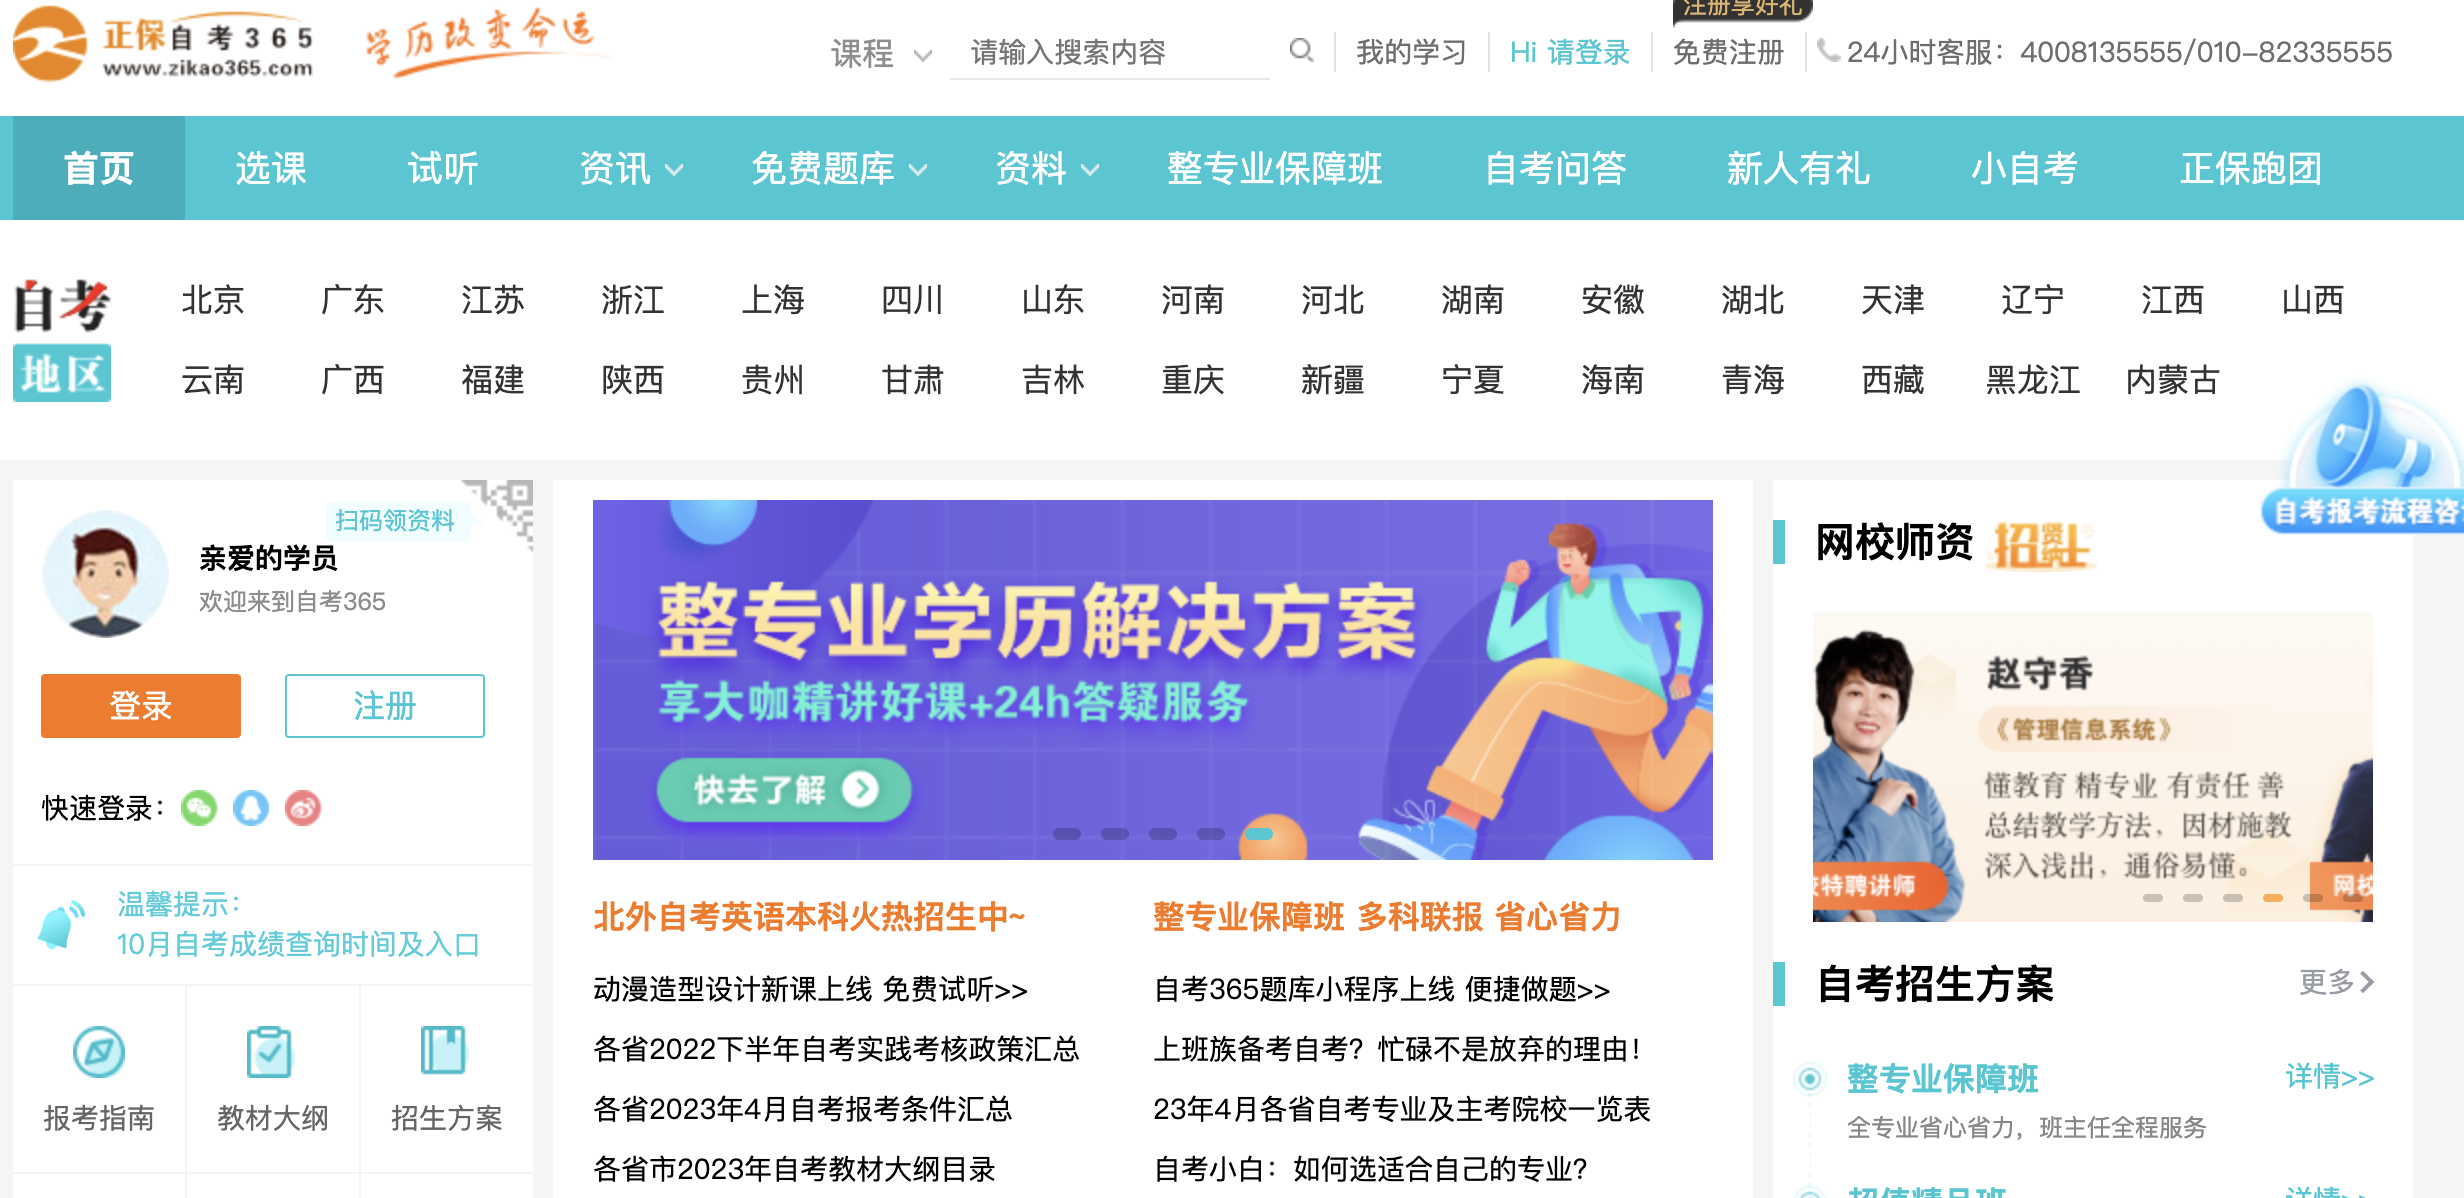 注册享好礼
正保自考365
www.zikao365.com
学历改变命运
课程
请输入搜索内容
我的学习
Hi 请登录
免费注册
24小时客服：4008135555/010-82335555
首页
选课
试听
资讯
免费题库
资料
整专业保障班
自考问答
新人有礼
小自考
正保跑团
自考
地区
北京 广东 江苏 浙江 上海 四川 山东 河南 河北 湖南 安徽 湖北 天津 辽宁 江西 山西
云南 广西 福建 陕西 贵州 甘肃 吉林 重庆 新疆 宁夏 海南 青海 西藏 黑龙江 内蒙古
自考报考流程咨
扫码领资料
亲爱的学员
欢迎来到自考365
登录
注册
快速登录：
温馨提示：
10月自考成绩查询时间及入口
报考指南
教材大纲
招生方案
整专业学历解决方案
享大咖精讲好课+24h答疑服务
快去了解
北外自考英语本科火热招生中~
动漫造型设计新课上线 免费试听>>
各省2022下半年自考实践考核政策汇总
各省2023年4月自考报考条件汇总
各省市2023年自考教材大纲目录
整专业保障班 多科联报 省心省力
自考365题库小程序上线 便捷做题>>
上班族备考自考？忙碌不是放弃的理由！
23年4月各省自考专业及主考院校一览表
自考小白：如何选适合自己的专业？
网校师资
招贤纳士
赵守香
《管理信息系统》
懂教育 精专业 有责任 善
总结教学方法，因材施教
深入浅出，通俗易懂。
特聘讲师
网校
自考招生方案
更多
整专业保障班
详情>>
全专业省心省力，班主任全程服务
超值精品班
详情>>